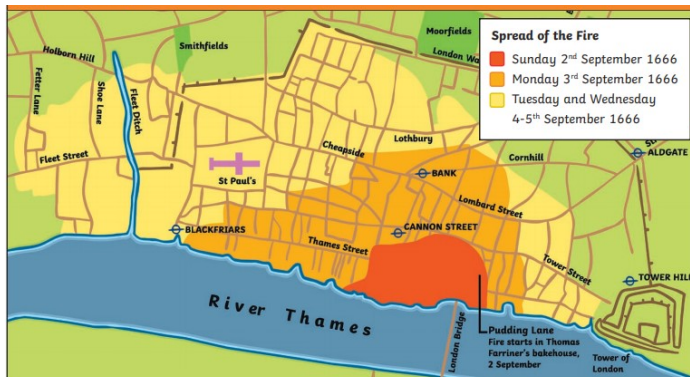 Spread of the Fire
Sunday 2nd September 1666
Monday 3rd September 1666
Tuesday and Wednesday
4-5th September 1666
Moorfields
London Wa
Smithfields
Holborn Hill
Fetter Lane
Shoe Lane
Fleet Ditch
Fleet Street
St Paul's
Cheapside
Lothbury
Cornhill
ALDGATE
BANK
Lombard Street
BLACKFRIARS
CANNON STREET
Thames Street
Tower Street
TOWER HILL
River Thames
London Bridge
Pudding Lane
Fire starts in Thomas
Farriner's bakehouse,
2 September
Tower of
London